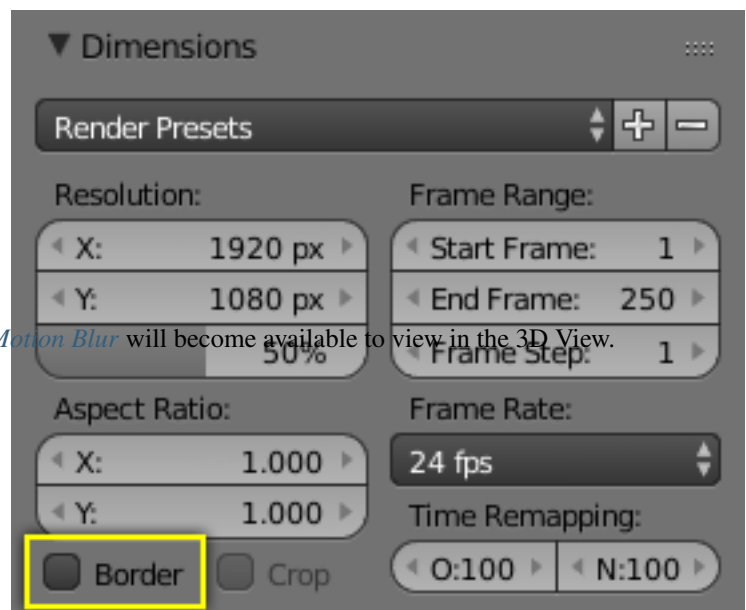 Dimensions
Render Presets
Resolution: Frame Range:
X: 1920 px Start Frame: 1
Y: 1080 px End Frame: 250
Motion Blur will become available to view in the 3D View.
50% Frame Step: 1
Aspect Ratio: Frame Rate:
X: 1.000 24 fps
Y: 1.000 Time Remapping:
Border Crop O:100 N:100